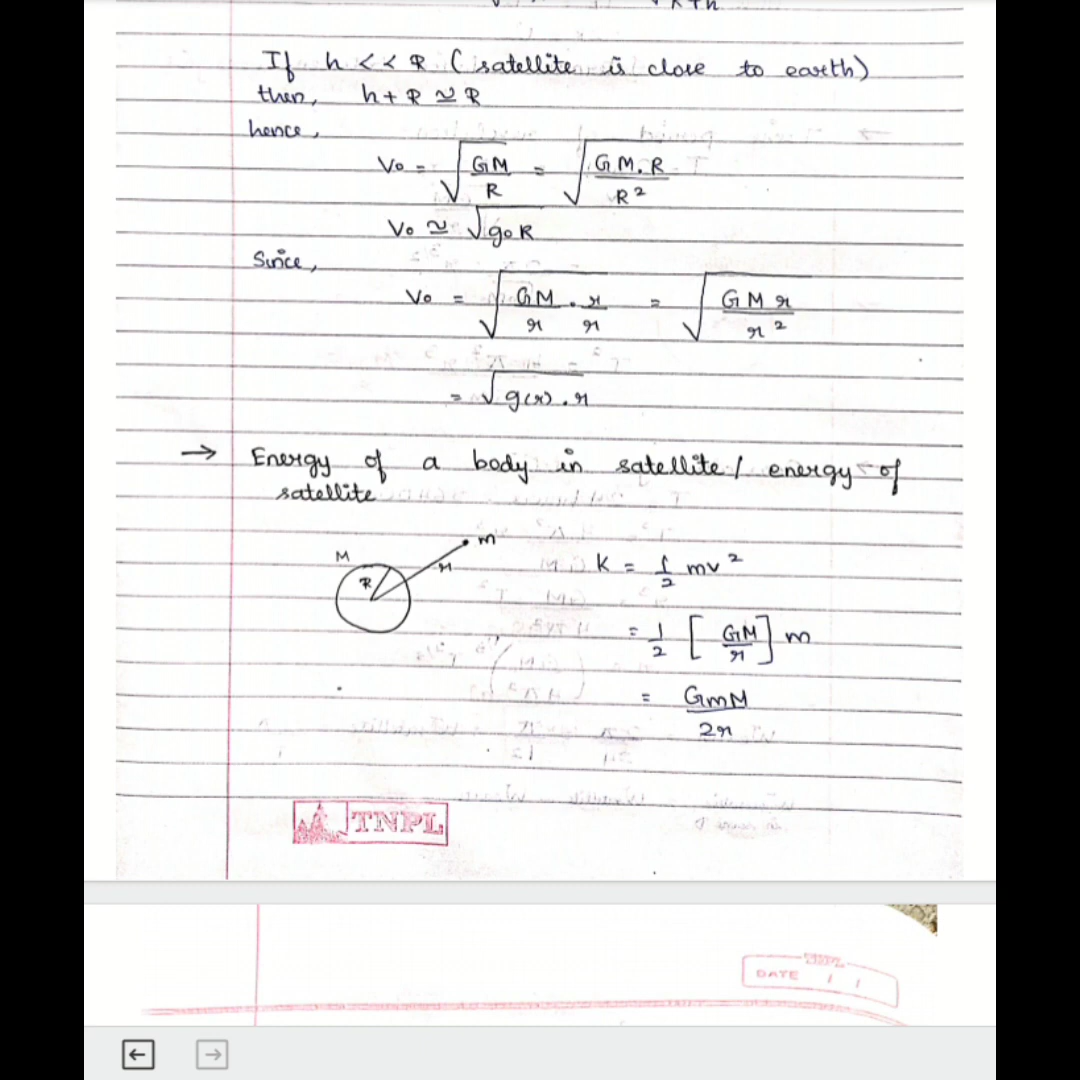 If h << R (satellite is close to earth)
then, h + R ≃ R
hence,
V₀ = √(GM/R) = √(GM.R/R²)
V₀ ≃ √g₀R
Since,
V₀ = √(GM/r . r/r) = √(GMr/r²)
= √g(r).r
→ Energy of a body in satellite / energy of
satellite
M
R
r
m
K = 1/2 mv²
= 1/2 [GM/r] m
= GmM/2r
TNPL
TNPL
DATE / /